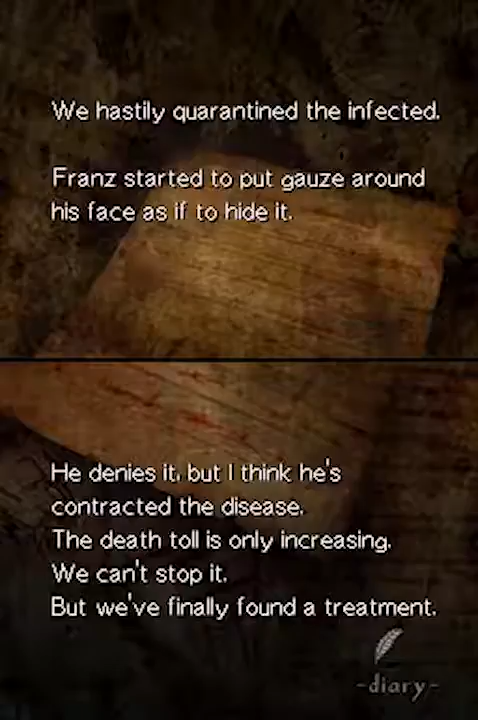 We hastily quarantined the infected.
Franz started to put gauze around
his face as if to hide it.
He denies it, but I think he's
contracted the disease.
The death toll is only increasing.
We can't stop it.
But we've finally found a treatment.
-diary-